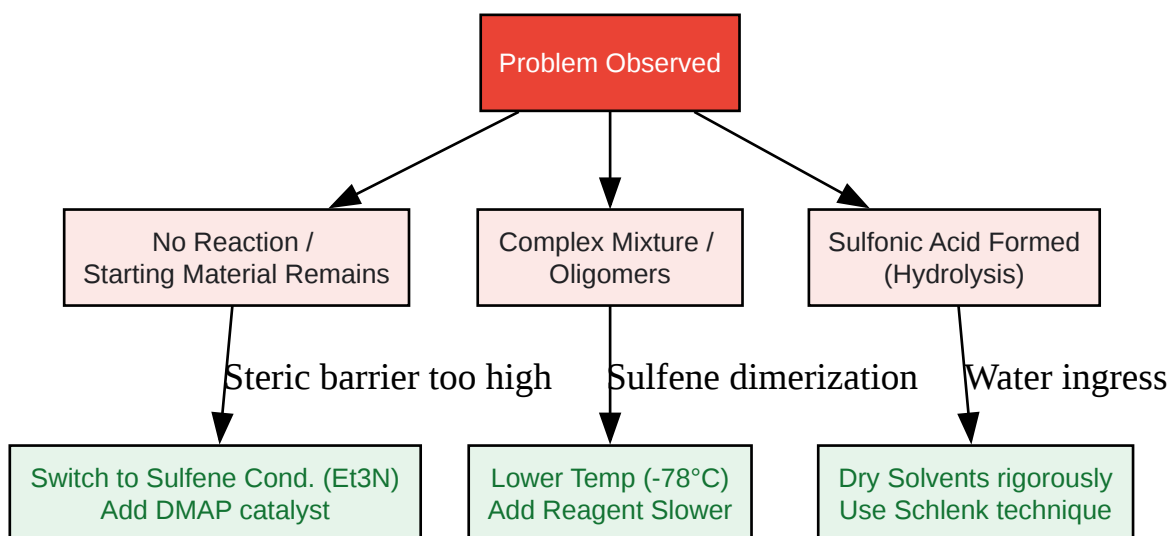 Problem Observed
No Reaction /
Starting Material Remains
Complex Mixture /
Oligomers
Sulfonic Acid Formed
(Hydrolysis)
Steric barrier too high
Sulfene dimerization
Water ingress
Switch to Sulfene Cond. (Et3N)
Add DMAP catalyst
Lower Temp (-78°C)
Add Reagent Slower
Dry Solvents rigorously
Use Schlenk technique